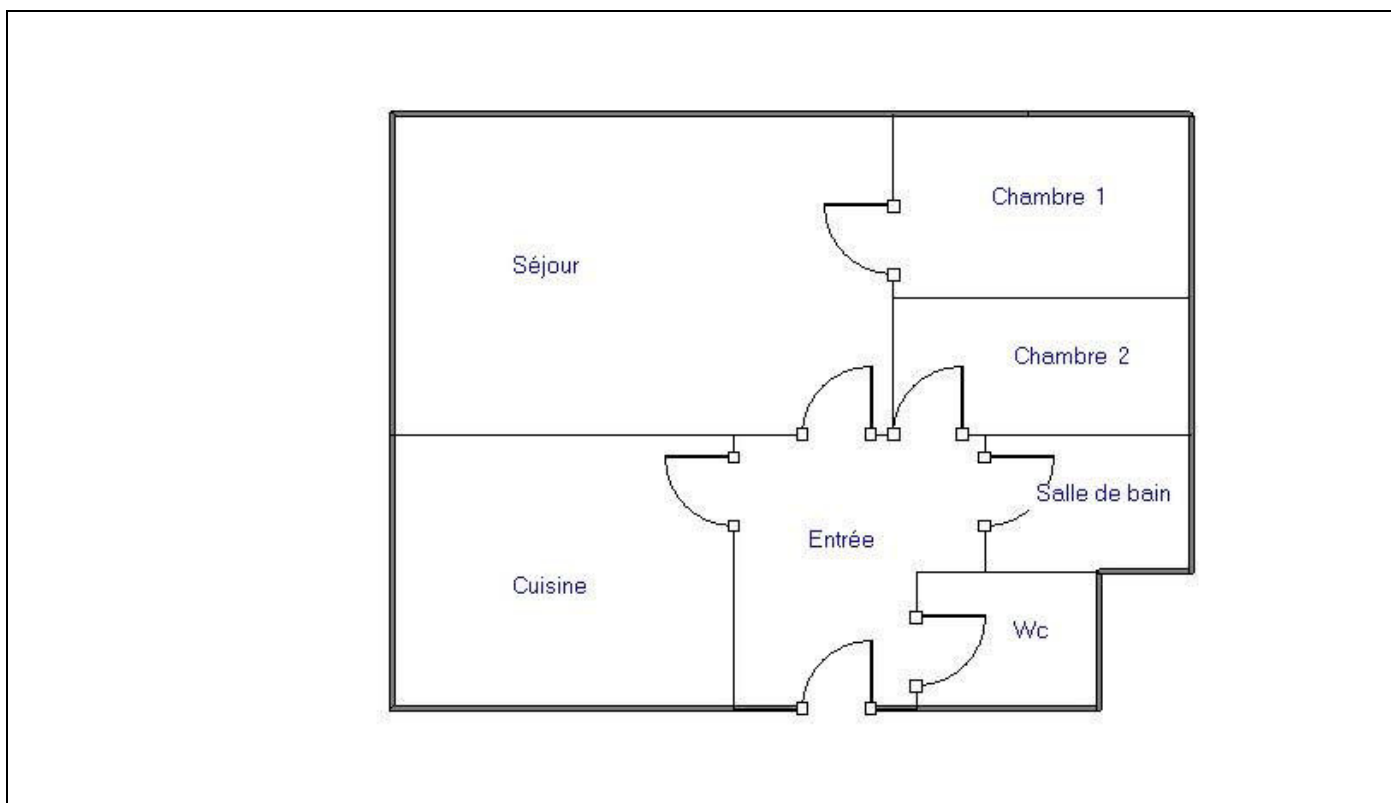 Chambre 1
Séjour
Chambre 2
Salle de bain
Entrée
Cuisine
Wc